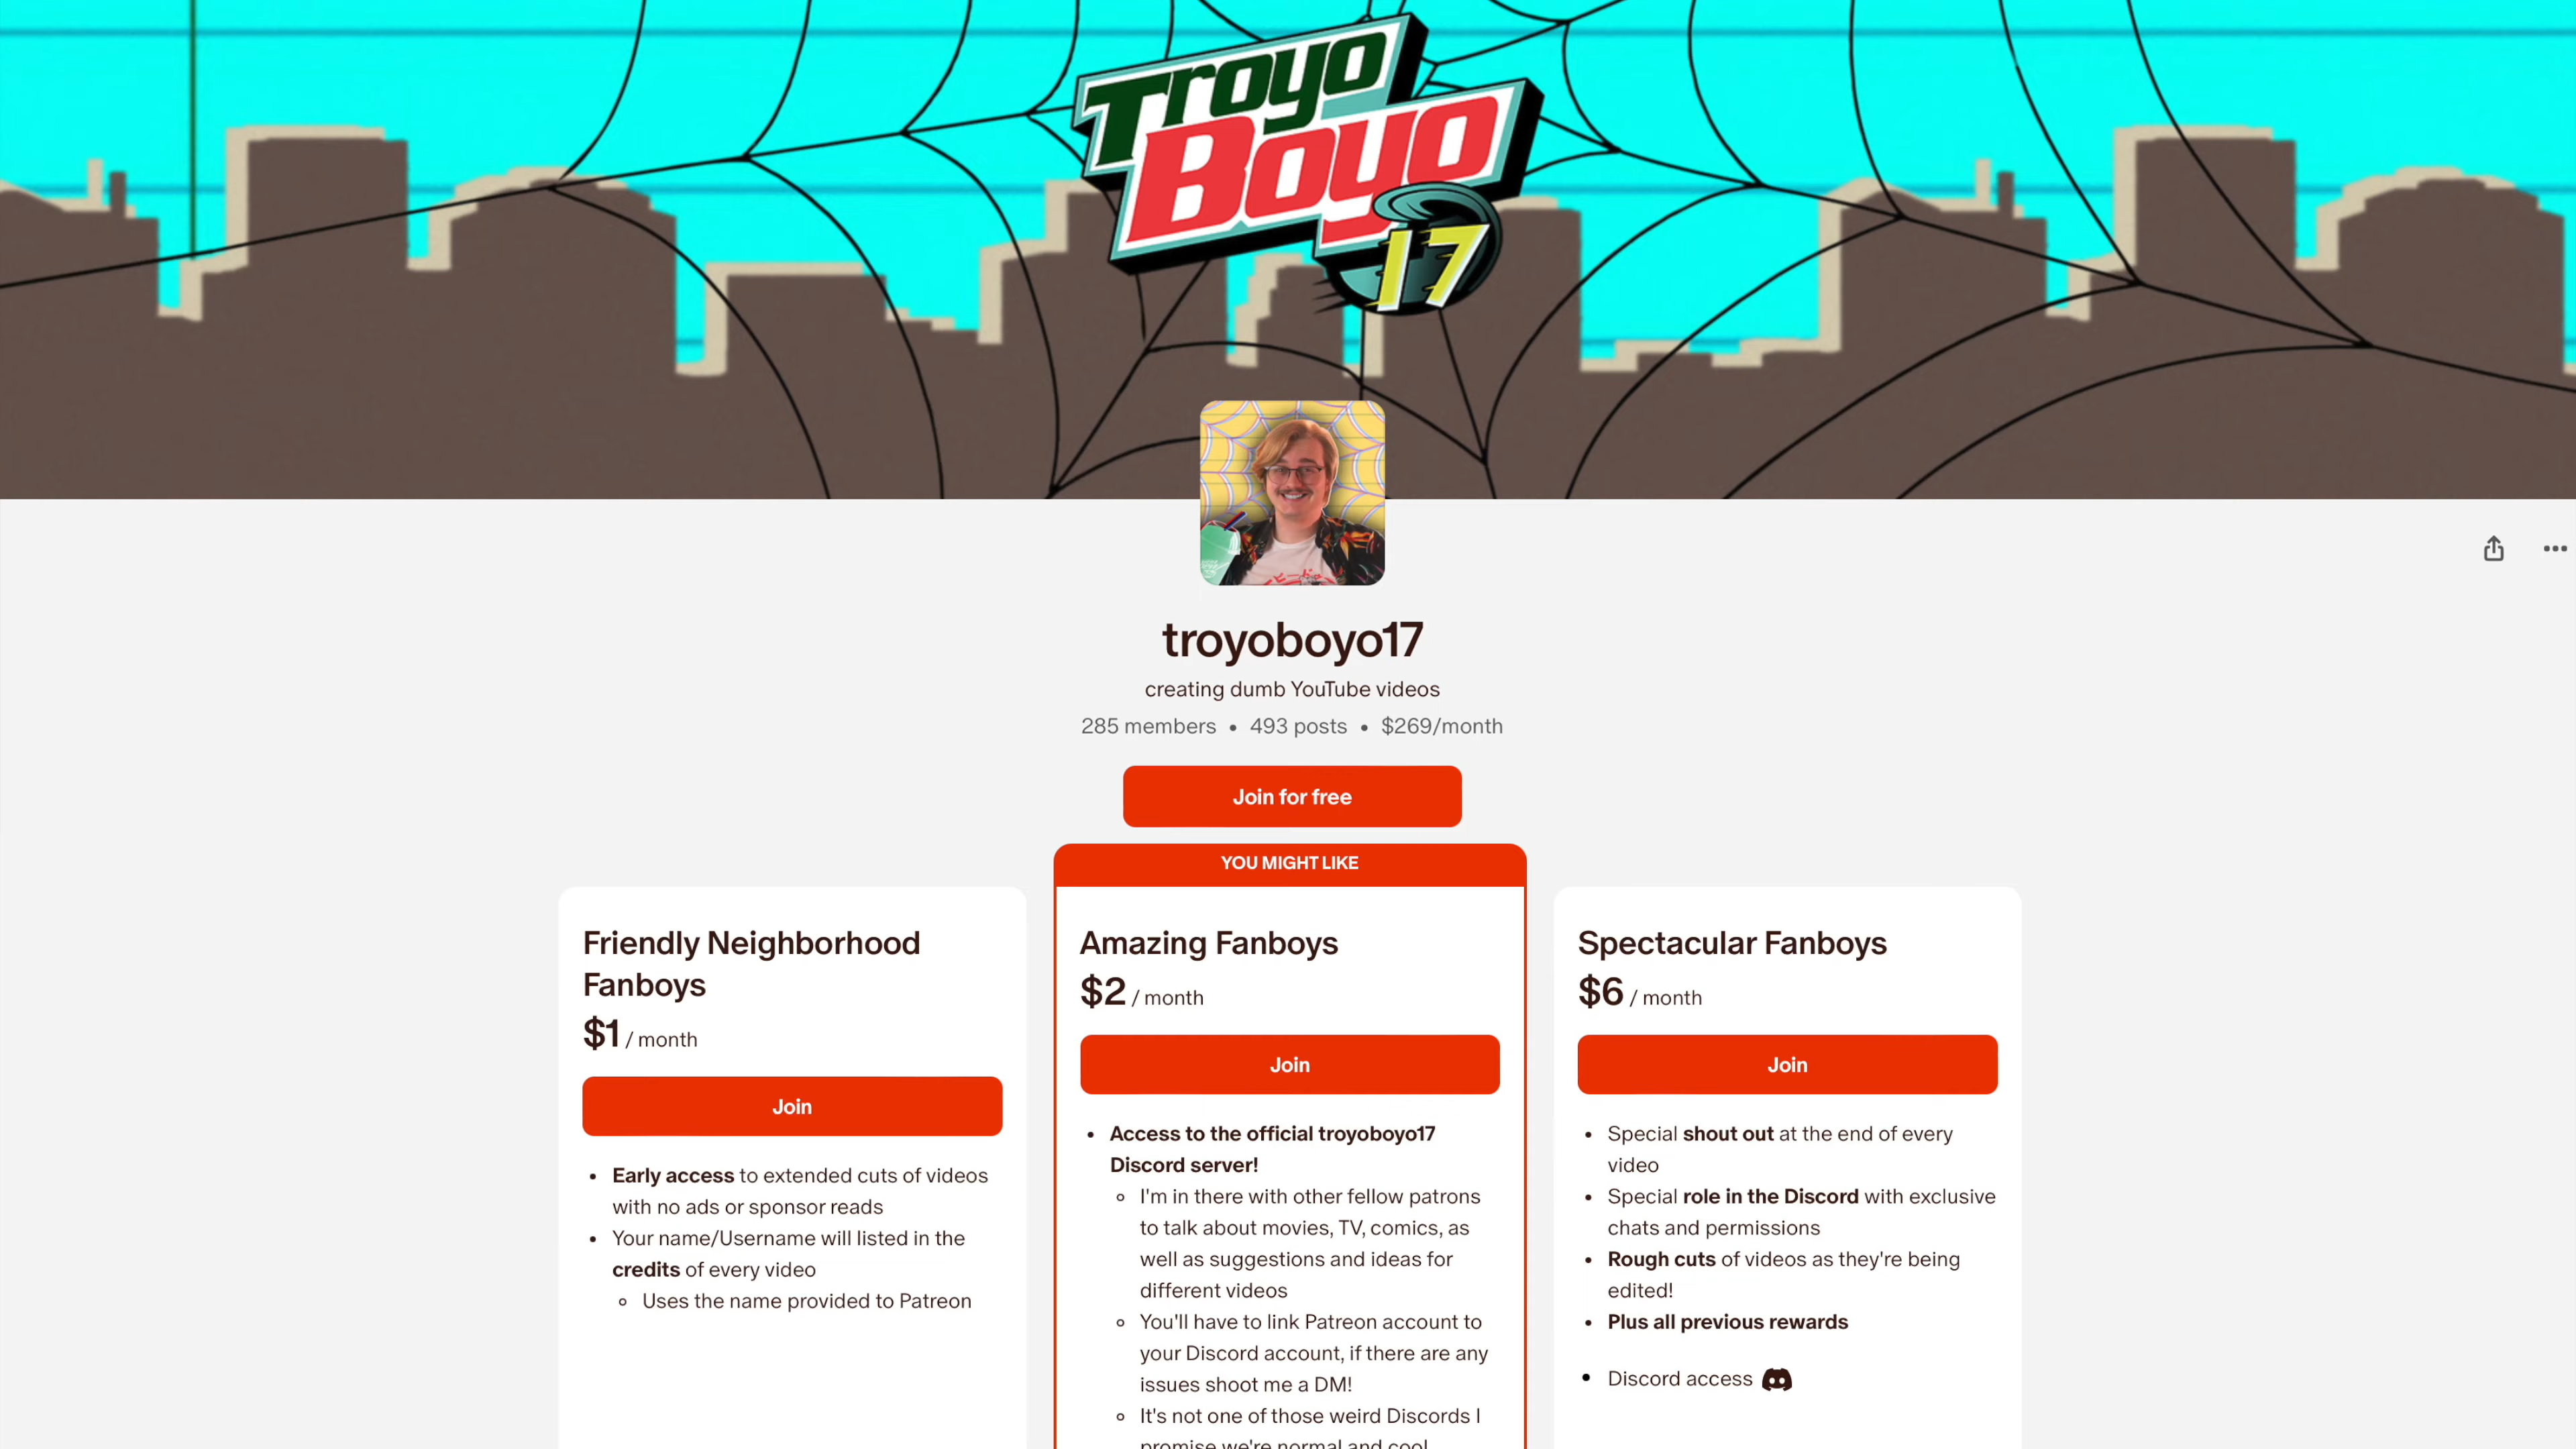 Troyo
Boyo
17
troyoboyo17
creating dumb YouTube videos
285 members • 493 posts • $269/month
Join for free
YOU MIGHT LIKE
Friendly Neighborhood
Fanboys
$1 / month
Join
• Early access to extended cuts of videos
with no ads or sponsor reads
• Your name/Username will listed in the
credits of every video
◦ Uses the name provided to Patreon
Amazing Fanboys
$2 / month
Join
• Access to the official troyoboyo17
Discord server!
◦ I'm in there with other fellow patrons
to talk about movies, TV, comics, as
well as suggestions and ideas for
different videos
◦ You'll have to link Patreon account to
your Discord account, if there are any
issues shoot me a DM!
◦ It's not one of those weird Discords I
promise we're normal and cool
Spectacular Fanboys
$6 / month
Join
• Special shout out at the end of every
video
• Special role in the Discord with exclusive
chats and permissions
• Rough cuts of videos as they're being
edited!
• Plus all previous rewards
• Discord access